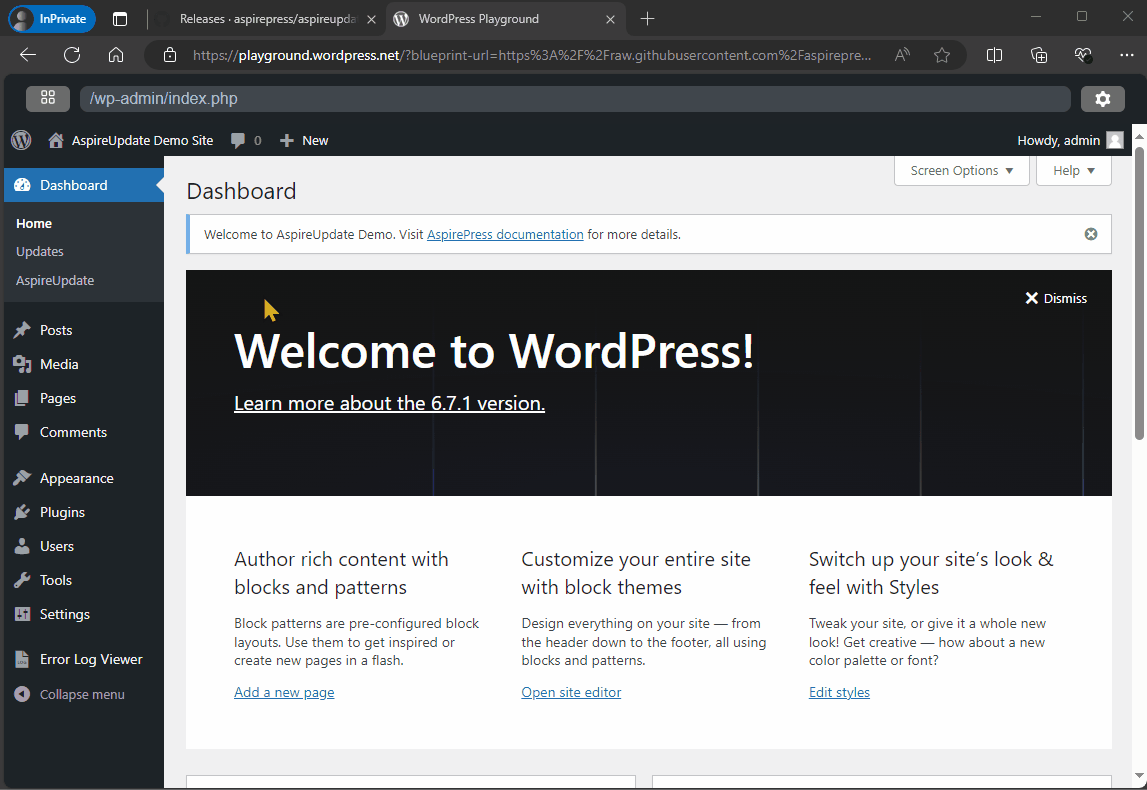 InPrivate
Releases · aspirepress/aspireupda
WordPress Playground
https://playground.wordpress.net/?blueprint-url=https%3A%2F%2Fraw.githubusercontent.com%2Faspirepre...
/wp-admin/index.php
AspireUpdate Demo Site
0
New
Howdy, admin
Dashboard
Home
Updates
AspireUpdate
Posts
Media
Pages
Comments
Appearance
Plugins
Users
Tools
Settings
Error Log Viewer
Collapse menu
Screen Options
Help
Dashboard
Welcome to AspireUpdate Demo. Visit AspirePress documentation for more details.
Dismiss
Welcome to WordPress!
Learn more about the 6.7.1 version.
Author rich content with
blocks and patterns
Block patterns are pre-configured block
layouts. Use them to get inspired or
create new pages in a flash.
Add a new page
Customize your entire site
with block themes
Design everything on your site — from
the header down to the footer, all using
blocks and patterns.
Open site editor
Switch up your site's look &
feel with Styles
Tweak your site, or give it a whole new
look! Get creative — how about a new
color palette or font?
Edit styles